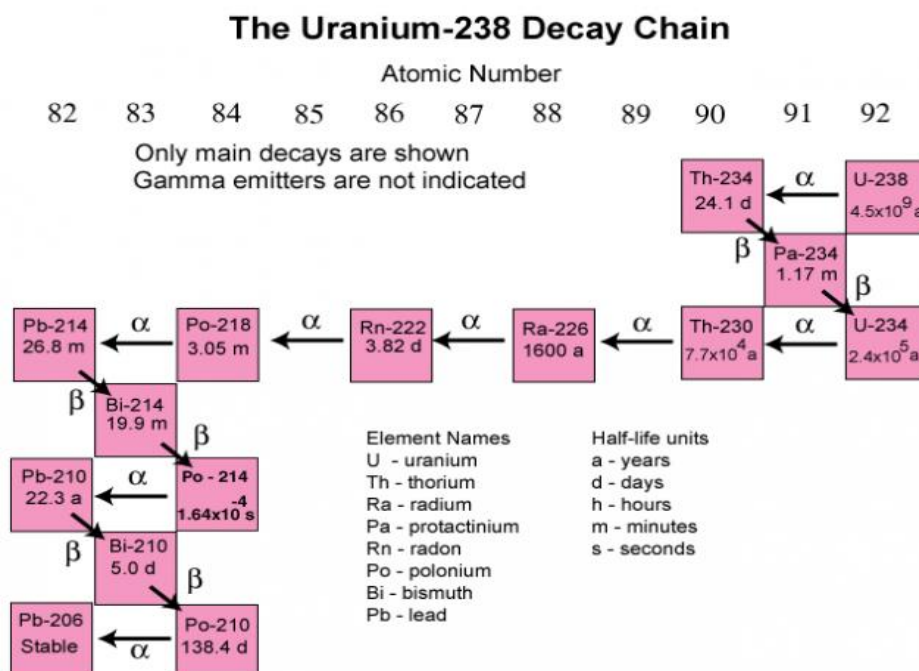 The Uranium-238 Decay Chain
Atomic Number
82 83 84 85 86 87 88 89 90 91 92
Only main decays are shown
Gamma emitters are not indicated
Th-234
24.1 d
α
U-238
4.5x10⁹a
β
Pa-234
1.17 m
β
Pb-214
26.8 m
α
Po-218
3.05 m
α
Rn-222
3.82 d
α
Ra-226
1600 a
α
Th-230
7.7x10⁴a
α
U-234
2.4x10⁵a
β
Bi-214
19.9 m
β
Pb-210
22.3 a
α
Po - 214
-4
1.64x10 s
β
Bi-210
5.0 d
β
Pb-206
Stable
α
Po-210
138.4 d
Element Names
U - uranium
Th - thorium
Ra - radium
Pa - protactinium
Rn - radon
Po - polonium
Bi - bismuth
Pb - lead
Half-life units
a - years
d - days
h - hours
m - minutes
s - seconds